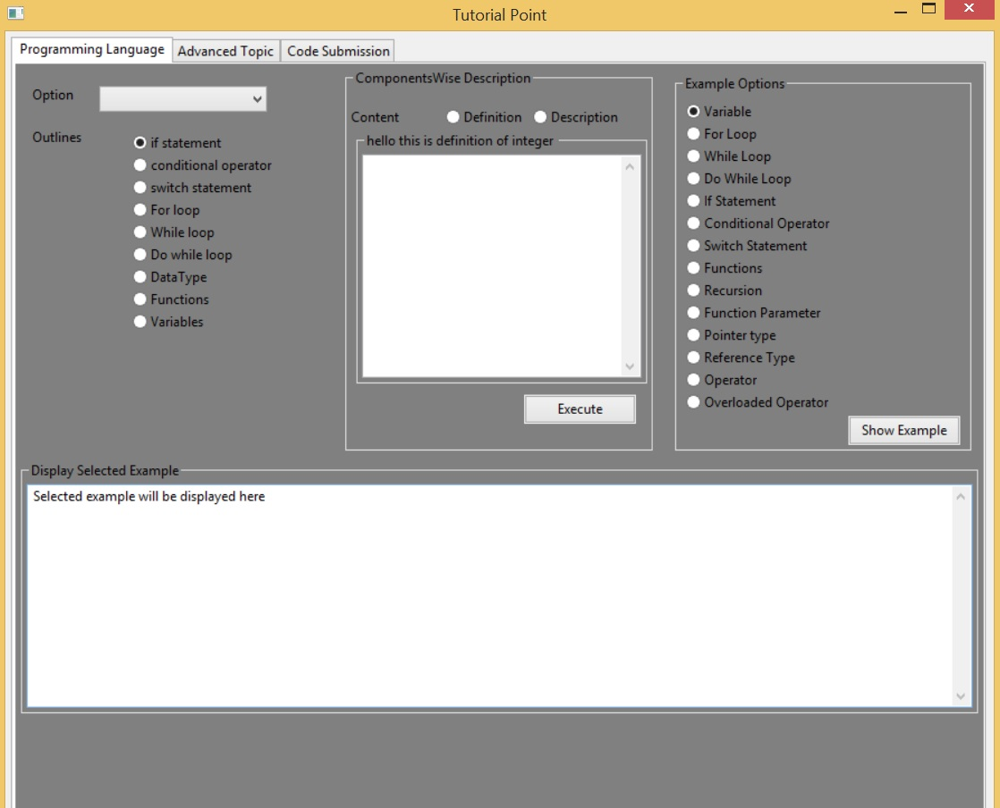 Tutorial Point
Programming Language
Advanced Topic
Code Submission
Option
Outlines
if statement
conditional operator
switch statement
For loop
While loop
Do while loop
DataType
Functions
Variables
ComponentsWise Description
Content
Definition
Description
hello this is definition of integer
Execute
Example Options
Variable
For Loop
While Loop
Do While Loop
If Statement
Conditional Operator
Switch Statement
Functions
Recursion
Function Parameter
Pointer type
Reference Type
Operator
Overloaded Operator
Show Example
Display Selected Example
Selected example will be displayed here